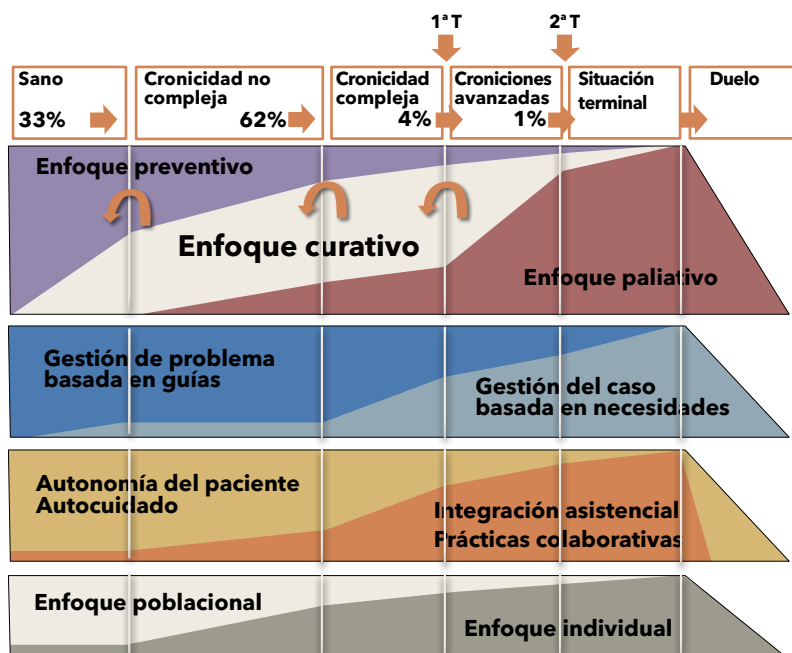 1ª T
2ª T
Sano
33%
Cronicidad no
compleja
62%
Cronicidad
compleja
4%
Croniciones
avanzadas
1%
Situación
terminal
Duelo
Enfoque preventivo
Enfoque curativo
Enfoque paliativo
Gestión de problema
basada en guías
Gestión del caso
basada en necesidades
Autonomía del paciente
Autocuidado
Integración asistencial
Prácticas colaborativas
Enfoque poblacional
Enfoque individual